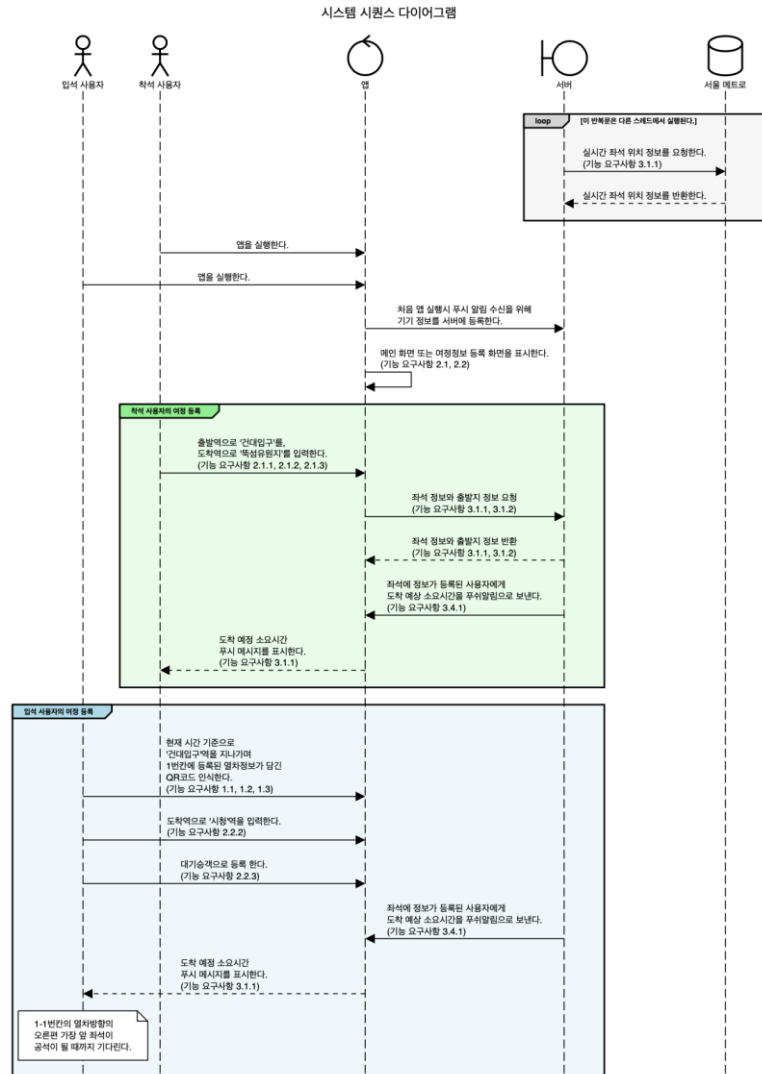 시스템 시퀀스 다이어그램
입석 사용자
착석 사용자
앱
서버
서울 메트로
loop
[이 반복문은 다른 스레드에서 실행된다.]
실시간 좌석 위치 정보를 요청한다.
(기능 요구사항 3.1.1)
실시간 좌석 위치 정보를 반환한다.
앱을 실행한다.
앱을 실행한다.
처음 앱 실행시 푸시 알림 수신을 위해
기기 정보를 서버에 등록한다.
메인 화면 또는 여정정보 등록 화면을 표시한다.
(기능 요구사항 2.1, 2.2)
착석 사용자의 여정 등록
출발역으로 '건대입구'를,
도착역으로 '뚝섬유원지'를 입력한다.
(기능 요구사항 2.1.1, 2.1.2, 2.1.3)
좌석 정보와 출발지 정보 요청
(기능 요구사항 3.1.1, 3.1.2)
좌석 정보와 출발지 정보 반환
(기능 요구사항 3.1.1, 3.1.2)
좌석에 정보가 등록된 사용자에게
도착 예상 소요시간을 푸쉬알림으로 보낸다.
(기능 요구사항 3.4.1)
도착 예정 소요시간
푸시 메시지를 표시한다.
(기능 요구사항 3.1.1)
입석 사용자의 여정 등록
현재 시간 기준으로
'건대입구'역을 지나가며
1번칸에 등록된 열차정보가 담긴
QR코드 인식한다.
(기능 요구사항 1.1, 1.2, 1.3)
도착역으로 '시청'역을 입력한다.
(기능 요구사항 2.2.2)
대기승객으로 등록 한다.
(기능 요구사항 2.2.3)
좌석에 정보가 등록된 사용자에게
도착 예상 소요시간을 푸쉬알림으로 보낸다.
(기능 요구사항 3.4.1)
도착 예정 소요시간
푸시 메시지를 표시한다.
(기능 요구사항 3.1.1)
1-1번칸의 열차방향의
오른편 가장 앞 좌석이
공석이 될 때까지 기다린다.